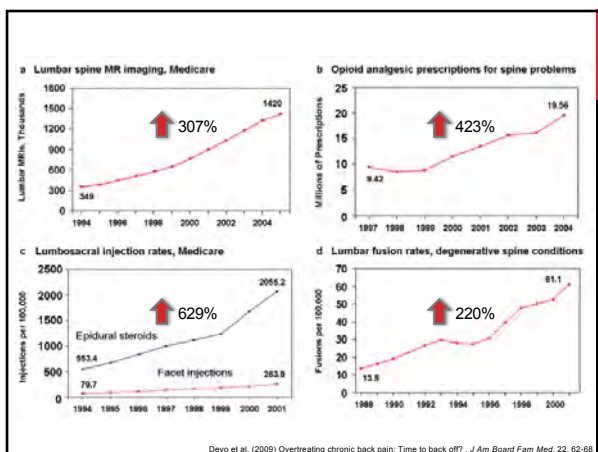 a Lumbar spine MR imaging, Medicare
Lumbar MRIs, Thousands
1800
1500
1200
900
600
300
0
307%
1420
349
1994 1996 1998 2000 2002 2004
b Opioid analgesic prescriptions for spine problems
Millions of Prescriptions
25
20
15
10
5
0
423%
19.56
9.42
1997 1998 1999 2000 2001 2002 2003 2004
c Lumbosacral injection rates, Medicare
Injections per 100,000
2500
2000
1500
1000
500
0
629%
2055.2
Epidural steroids
553.4
Facet injections
79.7
263.9
1994 1995 1996 1997 1998 1999 2000 2001
d Lumbar fusion rates, degenerative spine conditions
Fusions per 100,000
70
60
50
40
30
20
10
0
220%
61.1
13.5
1988 1990 1992 1994 1996 1998 2000
Deyo et al. (2009) Overtreating chronic back pain: Time to back off? . J Am Board Fam Med, 22, 62-68